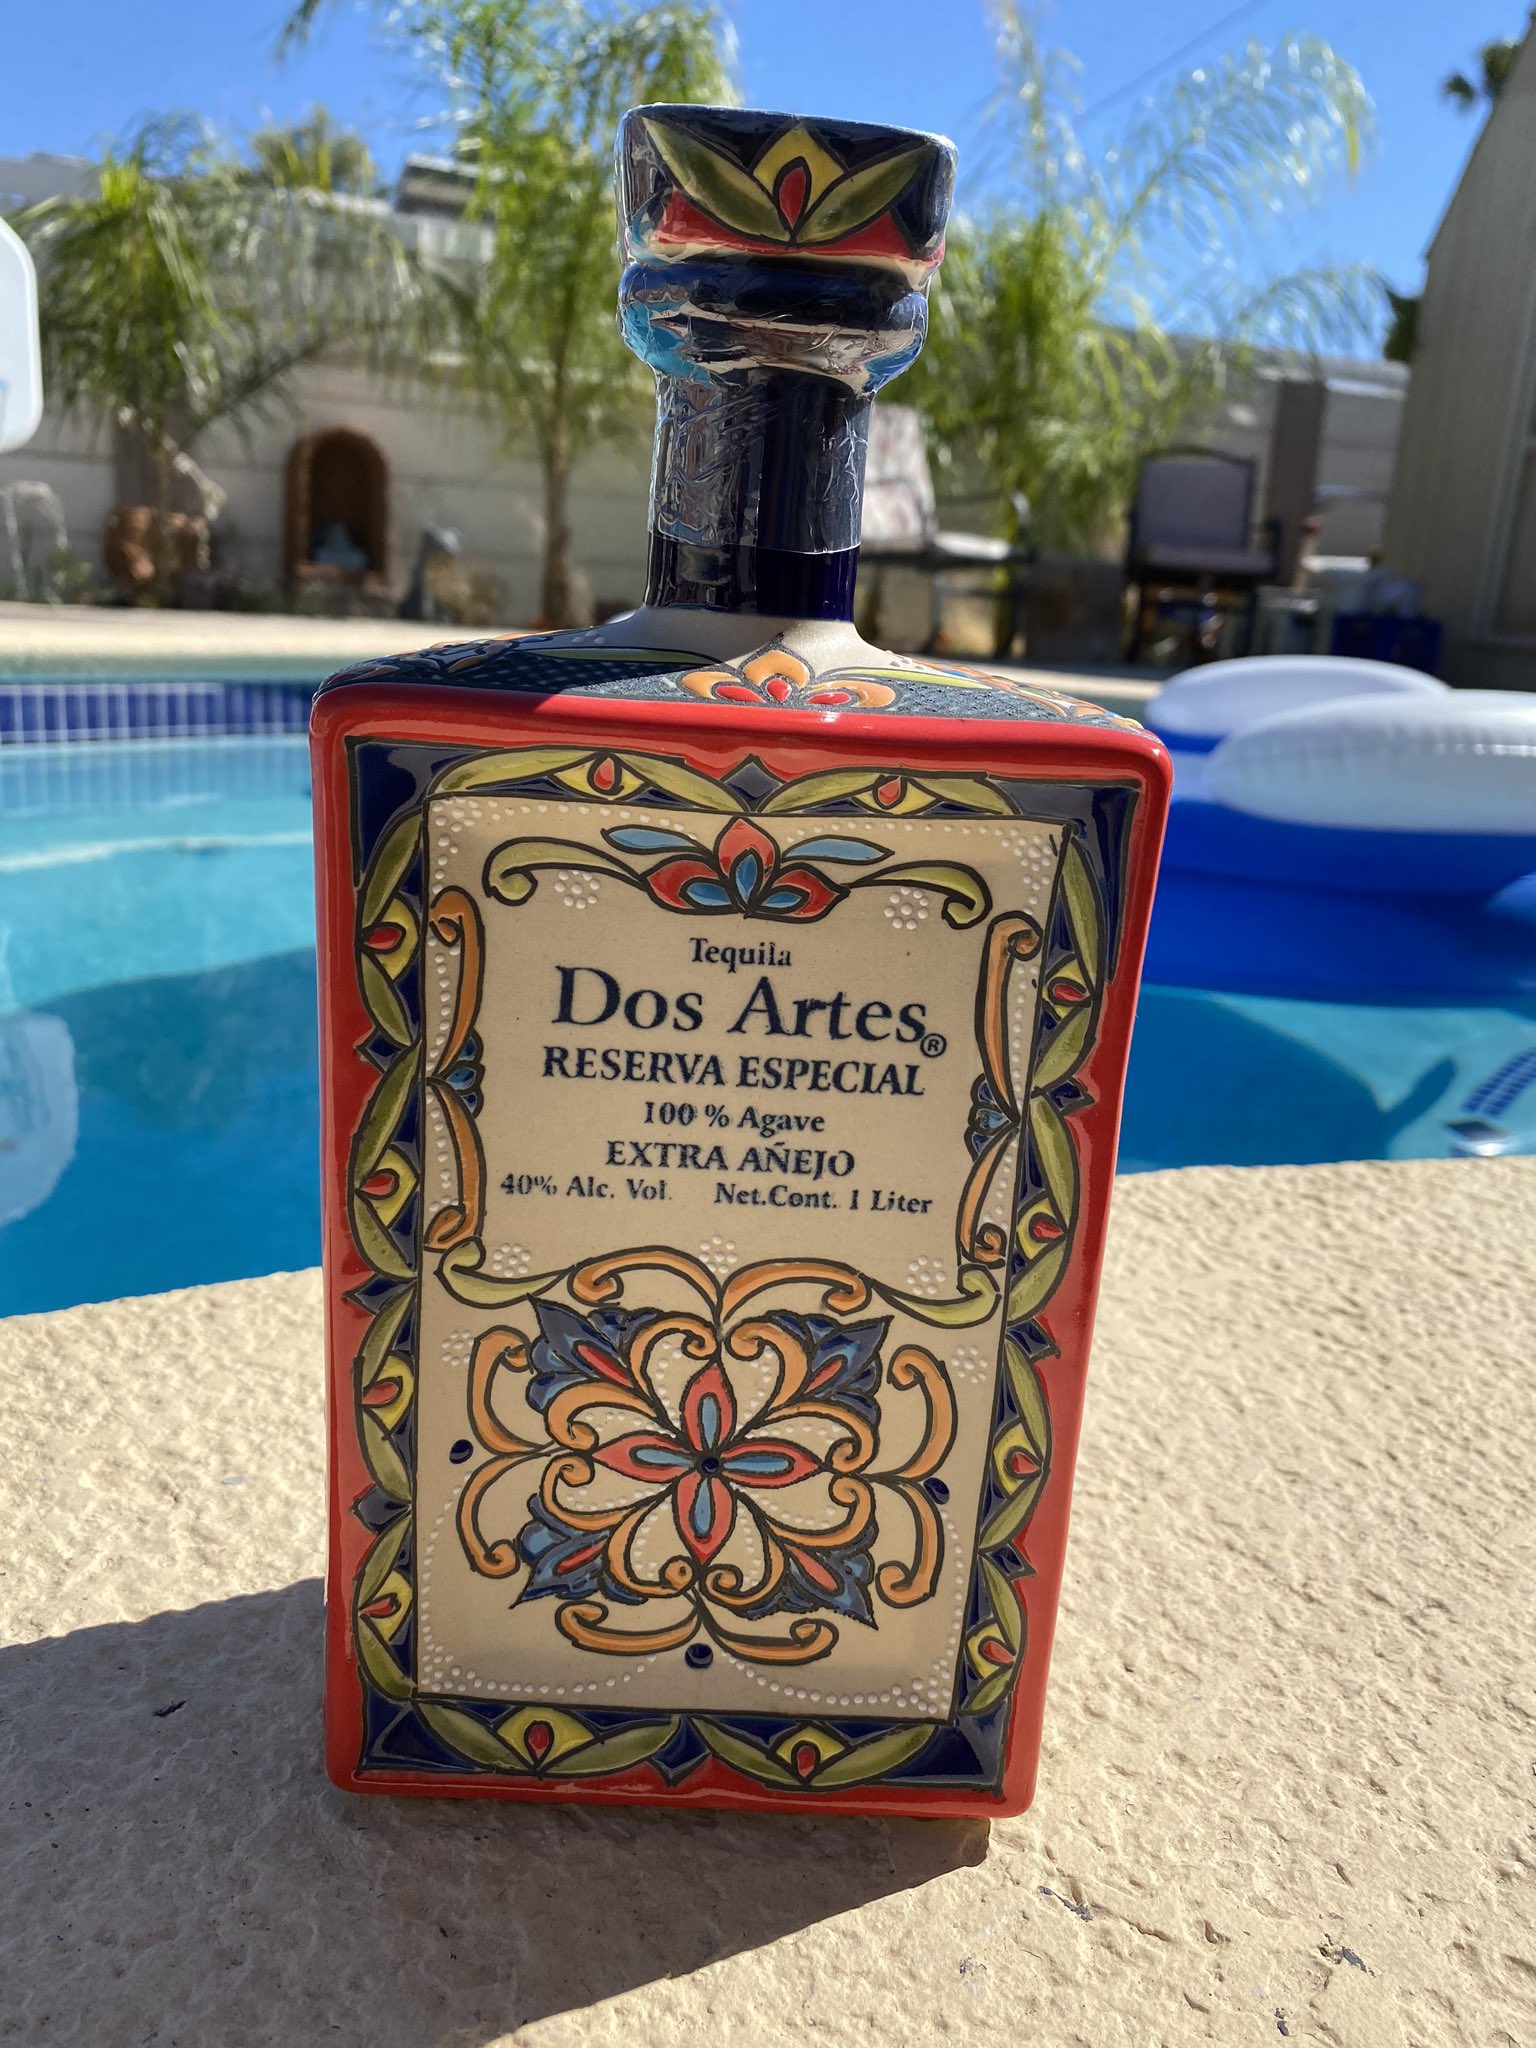 Tequila
Dos Artes®
RESERVA ESPECIAL
100 % Agave
EXTRA AÑEJO
40% Alc. Vol. Net.Cont. 1 Liter